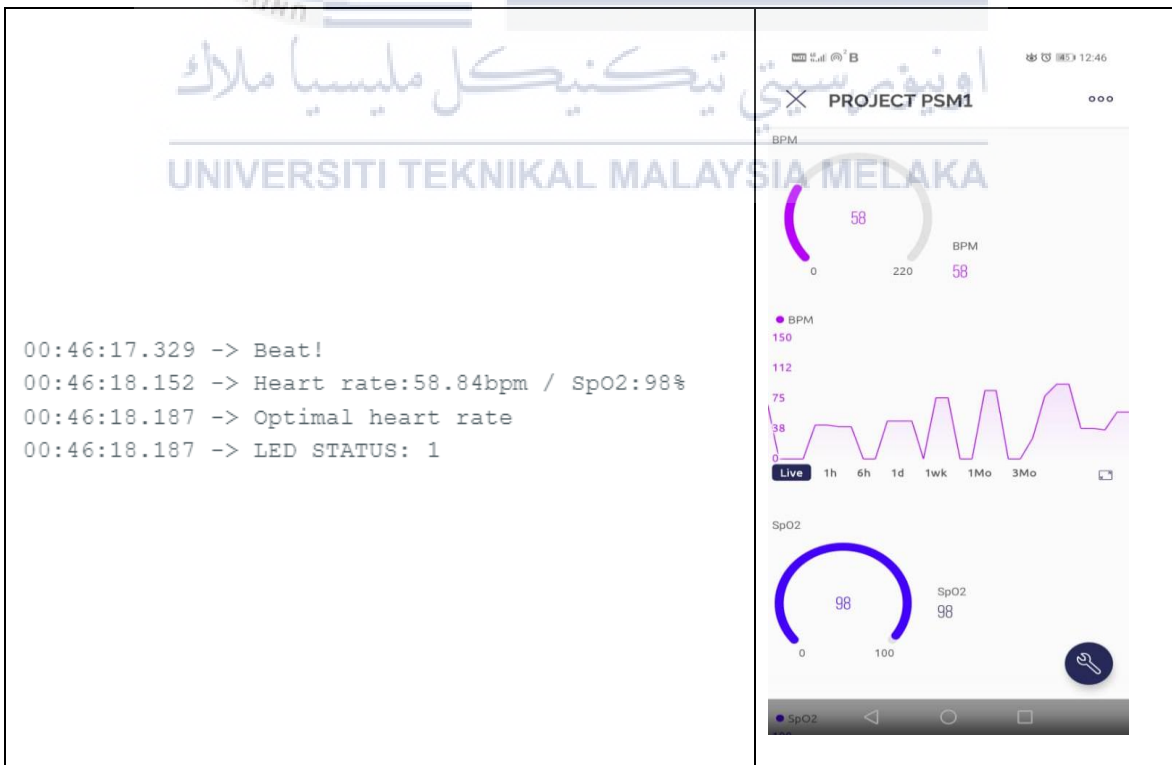 اونيۏرسيتي تيكنيكل مليسيا ملاك
UNIVERSITI TEKNIKAL MALAYSIA MELAKA
00:46:17.329 -> Beat!
00:46:18.152 -> Heart rate:58.84bpm / SpO2:98%
00:46:18.187 -> Optimal heart rate
00:46:18.187 -> LED STATUS: 1
12:46
PROJECT PSM1
BPM
58
0 220
BPM
58
BPM
150
112
75
38
0
Live 1h 6h 1d 1wk 1Mo 3Mo
SpO2
98
0 100
SpO2
98
SpO2